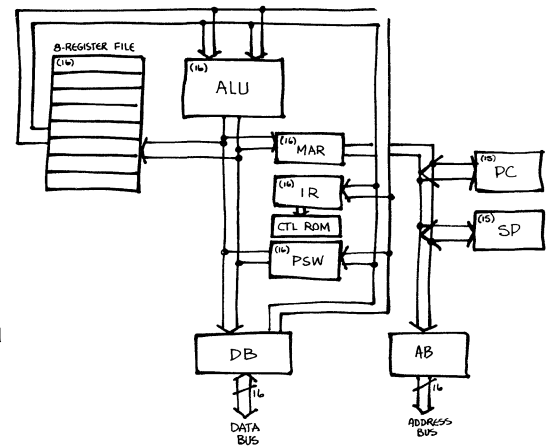 8-REGISTER FILE
(16)
(16)
ALU
(16)
MAR
(15)
PC
(16)
IR
CTL ROM
(15)
SP
(16)
PSW
DB
AB
16
16
DATA
BUS
ADDRESS
BUS